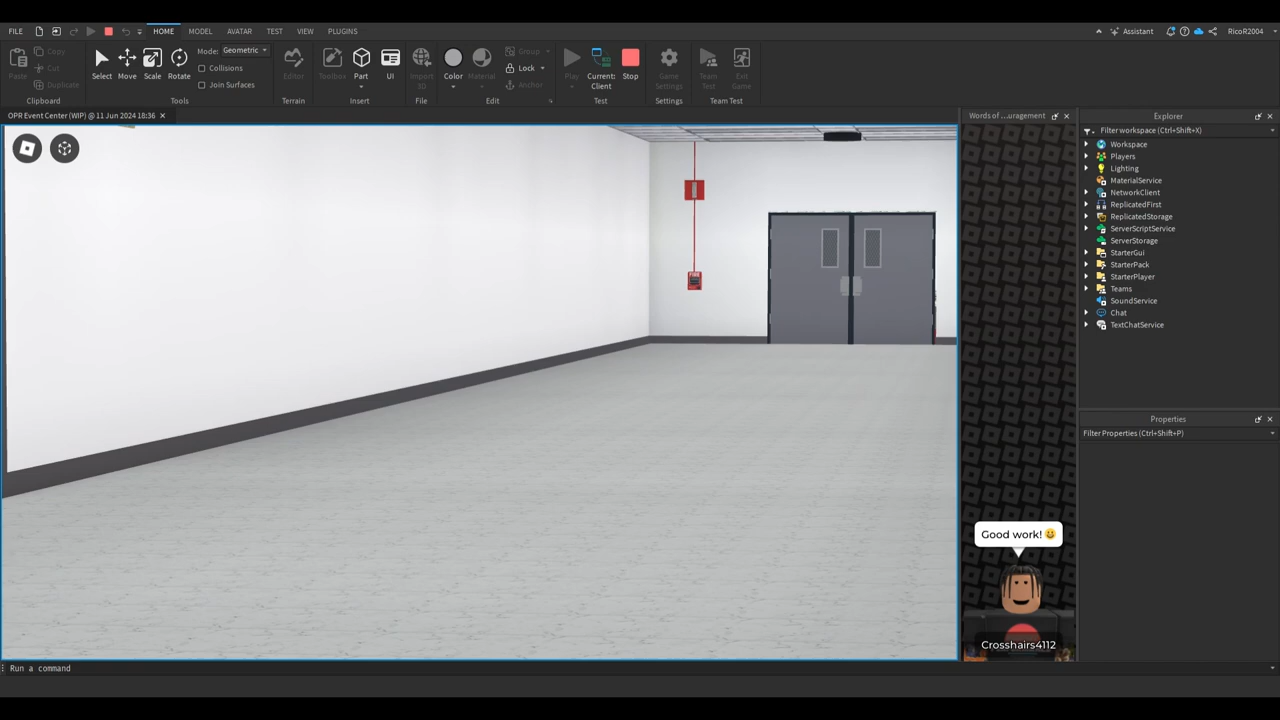 FILE HOME MODEL AVATAR TEST VIEW PLUGINS Assistant RicoR2004
Paste
Copy
Cut
Duplicate
Clipboard
Select Move Scale Rotate
Mode: Geometric
Collisions
Join Surfaces
Tools
Editor
Terrain
Toolbox Part UI
Insert
Import
3D
File
Color Material
Group
Lock
Anchor
Edit
Play
Current:
Client
Stop
Test
Game
Settings
Settings
Team
Test
Exit
Game
Team Test
OPR Event Center (WIP) @ 11 Jun 2024 18:36
Words of ...uragement
Explorer
Filter workspace (Ctrl+Shift+X)
Workspace
Players
Lighting
MaterialService
NetworkClient
ReplicatedFirst
ReplicatedStorage
ServerScriptService
ServerStorage
StarterGui
StarterPack
StarterPlayer
Teams
SoundService
Chat
TextChatService
Properties
Filter Properties (Ctrl+Shift+P)
FIRE
Good work! 😃
Crosshairs4112
Run a command